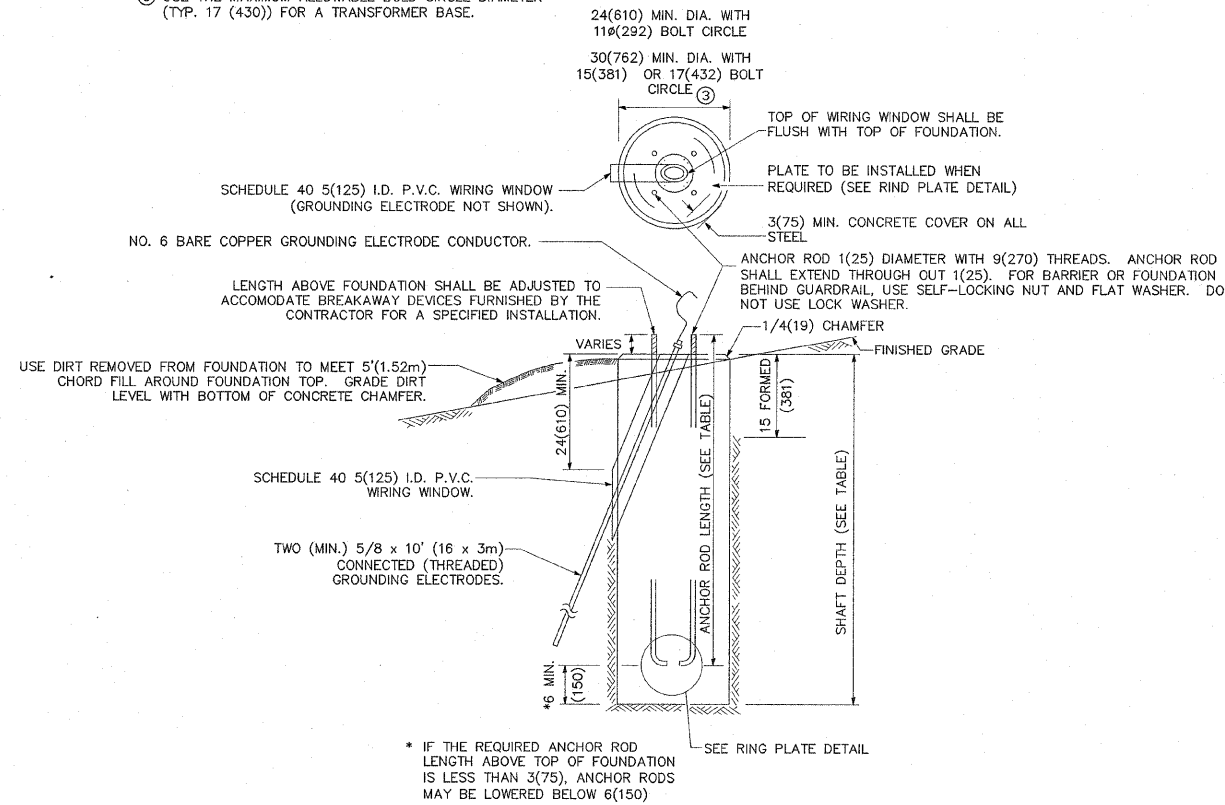 (TYP. 17 (430)) FOR A TRANSFORMER BASE.
24(610) MIN. DIA. WITH
11ø(292) BOLT CIRCLE
30(762) MIN. DIA. WITH
15(381) OR 17(432) BOLT
CIRCLE ③
TOP OF WIRING WINDOW SHALL BE
FLUSH WITH TOP OF FOUNDATION.
PLATE TO BE INSTALLED WHEN
REQUIRED (SEE RIND PLATE DETAIL)
SCHEDULE 40 5(125) I.D. P.V.C. WIRING WINDOW
(GROUNDING ELECTRODE NOT SHOWN).
3(75) MIN. CONCRETE COVER ON ALL
STEEL
NO. 6 BARE COPPER GROUNDING ELECTRODE CONDUCTOR.
ANCHOR ROD 1(25) DIAMETER WITH 9(270) THREADS. ANCHOR ROD
SHALL EXTEND THROUGH OUT 1(25). FOR BARRIER OR FOUNDATION
BEHIND GUARDRAIL, USE SELF-LOCKING NUT AND FLAT WASHER. DO
NOT USE LOCK WASHER.
LENGTH ABOVE FOUNDATION SHALL BE ADJUSTED TO
ACCOMODATE BREAKAWAY DEVICES FURNISHED BY THE
CONTRACTOR FOR A SPECIFIED INSTALLATION.
1/4(19) CHAMFER
VARIES
FINISHED GRADE
USE DIRT REMOVED FROM FOUNDATION TO MEET 5'(1.52m)
CHORD FILL AROUND FOUNDATION TOP. GRADE DIRT
LEVEL WITH BOTTOM OF CONCRETE CHAMFER.
24(610) MIN.
15 FORMED
(381)
ANCHOR ROD LENGTH (SEE TABLE)
SHAFT DEPTH (SEE TABLE)
SCHEDULE 40 5(125) I.D. P.V.C.
WIRING WINDOW.
TWO (MIN.) 5/8 x 10' (16 x 3m)
CONNECTED (THREADED)
GROUNDING ELECTRODES.
*6 MIN.
(150)
SEE RING PLATE DETAIL
* IF THE REQUIRED ANCHOR ROD
LENGTH ABOVE TOP OF FOUNDATION
IS LESS THAN 3(75), ANCHOR RODS
MAY BE LOWERED BELOW 6(150)